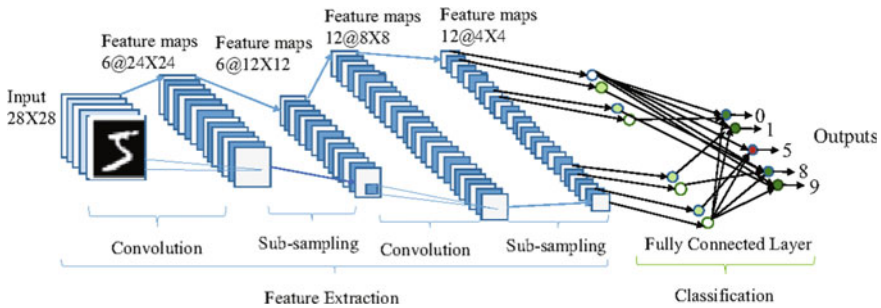 Feature maps
12@8X8
Feature maps
12@4X4
Feature maps
6@24X24
Feature maps
6@12X12
Input
28X28
0
1
5
8
9
Outputs
Convolution
Sub-sampling
Convolution
Sub-sampling
Fully Connected Layer
Feature Extraction
Classification